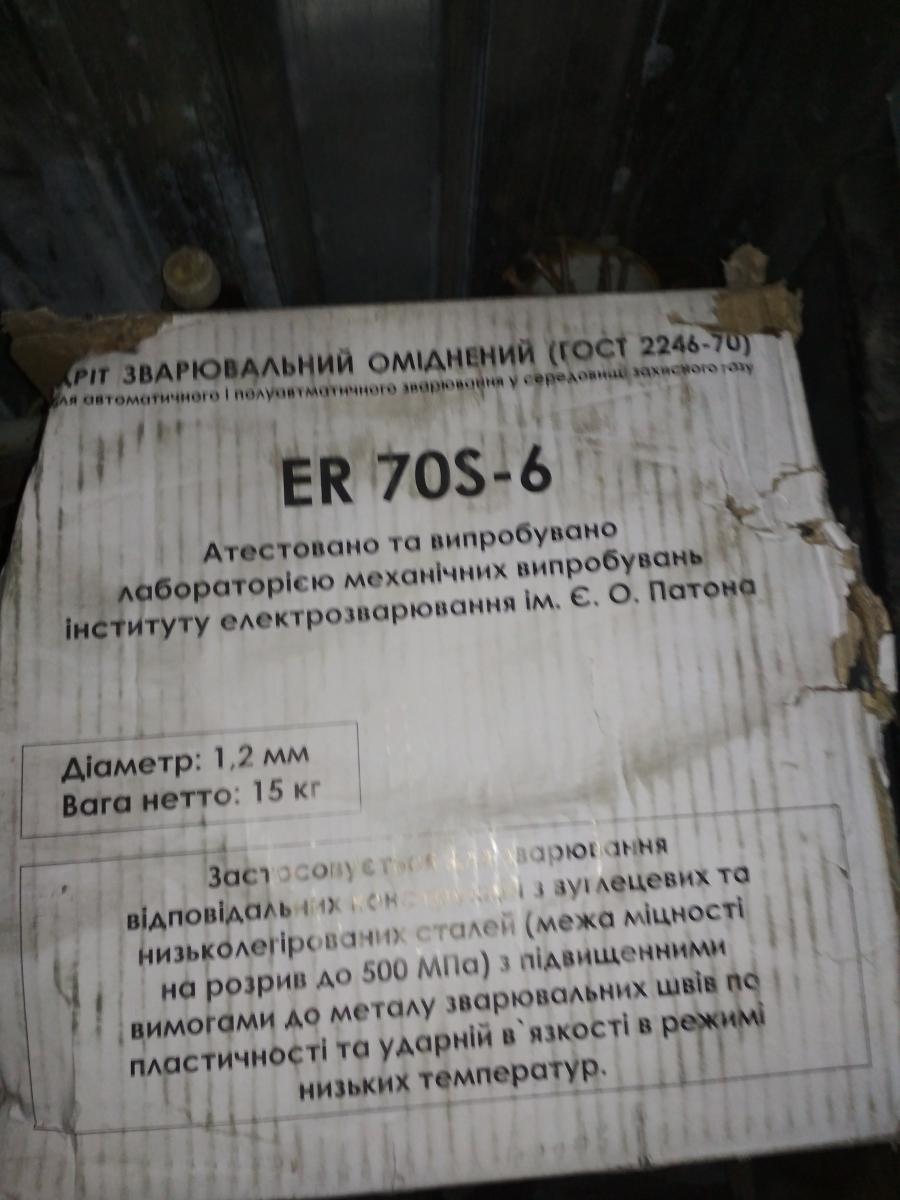 ДРІТ ЗВАРЮВАЛЬНИЙ ОМІДНЕНИЙ (ГОСТ 2246-70)
для автоматичного і полуавтматичного зварювання у середовищі захисного газу
ER 70S-6
Атестовано та випробувано
лабораторією механічних випробувань
інституту електрозварювання ім. Є. О. Патона
Діаметр: 1,2 мм
Вага нетто: 15 кг
Застосовується для зварювання
відповідальних конструкцій з вуглецевих та
низьколегірованих сталей (межа міцності
на розрив до 500 МПа) з підвищенними
вимогами до металу зварювальних швів по
пластичності та ударній в`язкості в режимі
низьких температур.